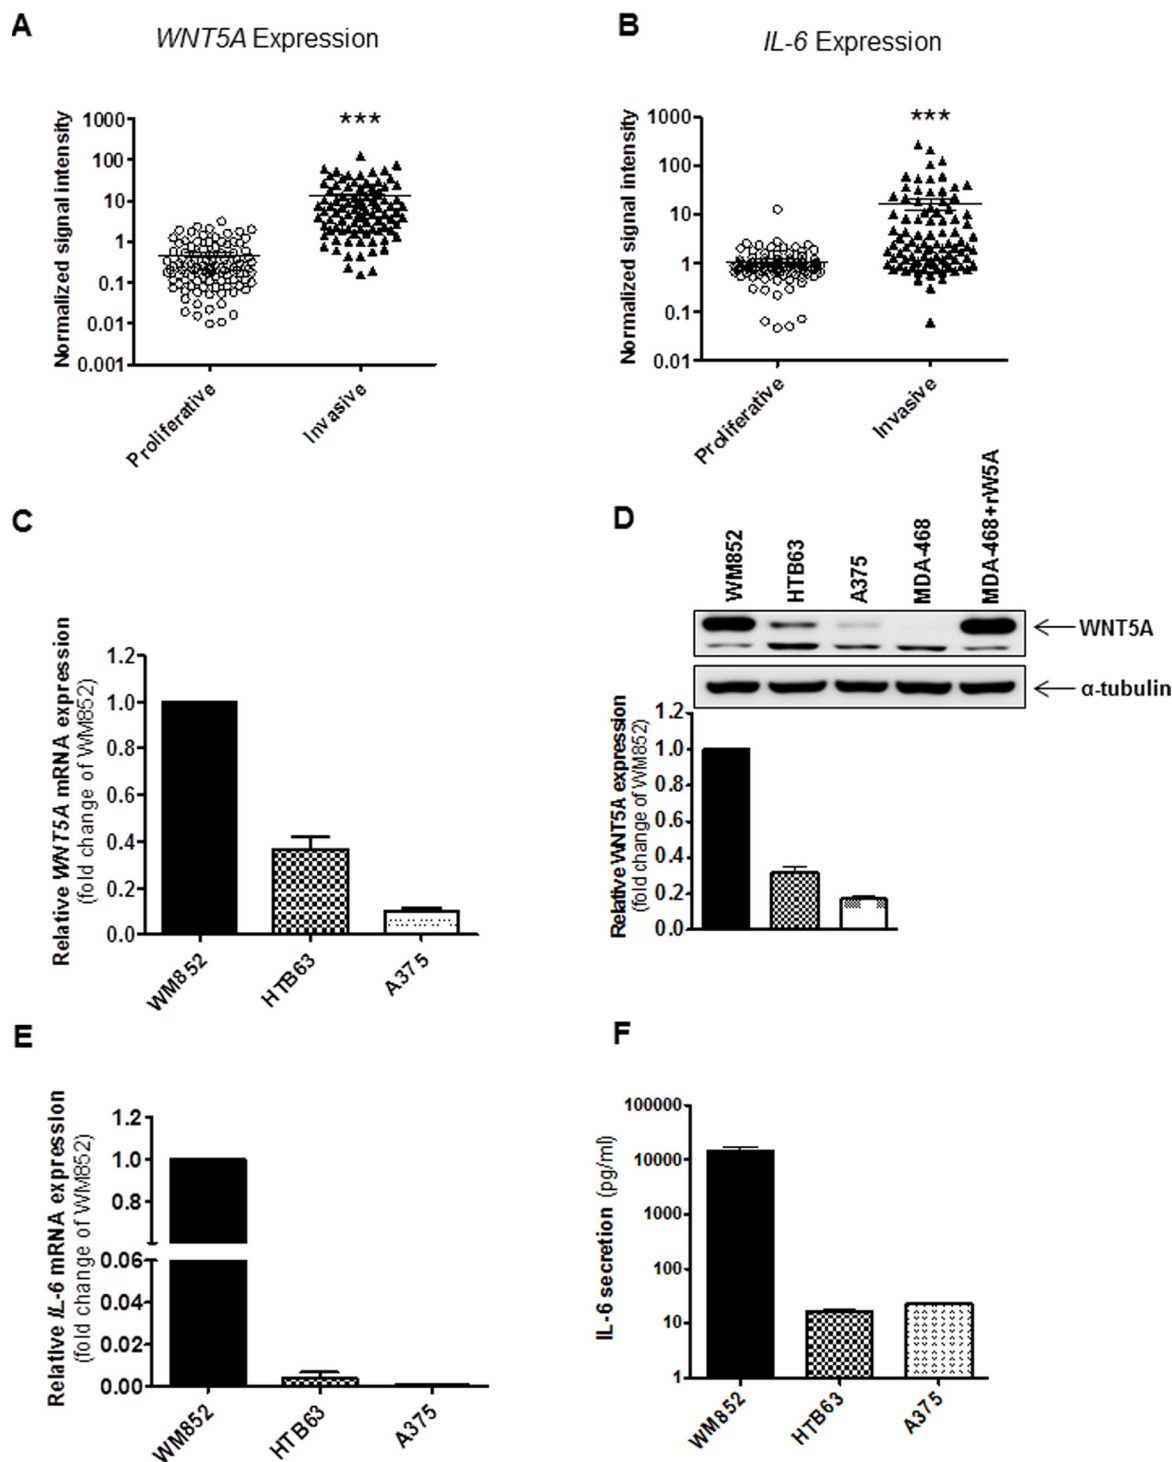 A
WNT5A Expression
Normalized signal intensity
***
1000
100
10
1
0.1
0.01
0.001
Proliferative
Invasive
B
IL-6 Expression
Normalized signal intensity
***
1000
100
10
1
0.1
0.01
Proliferative
Invasive
C
Relative WNT5A mRNA expression
(fold change of WM852)
1.2
1.0
0.8
0.6
0.4
0.2
0.0
WM852
HTB63
A375
D
WM852
HTB63
A375
MDA-468
MDA-468+rW5A
WNT5A
α-tubulin
Relative WNT5A expression
(fold change of WM852)
1.2
1.0
0.8
0.6
0.4
0.2
0.0
E
Relative IL-6 mRNA expression
(fold change of WM852)
1.2
1.0
0.8
0.06
0.04
0.02
0.00
WM852
HTB63
A375
F
IL-6 secretion (pg/ml)
100000
10000
1000
100
10
1
WM852
HTB63
A375